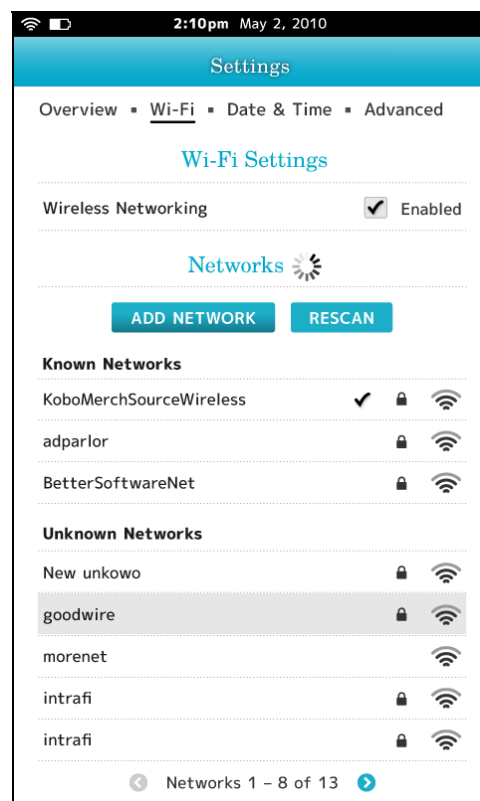 2:10pm May 2, 2010
Settings
Overview ▪ Wi-Fi ▪ Date & Time ▪ Advanced
Wi-Fi Settings
Wireless Networking Enabled
Networks
ADD NETWORK RESCAN
Known Networks
KoboMerchSourceWireless
adparlor
BetterSoftwareNet
Unknown Networks
New unkowo
goodwire
morenet
intrafi
intrafi
Networks 1 – 8 of 13